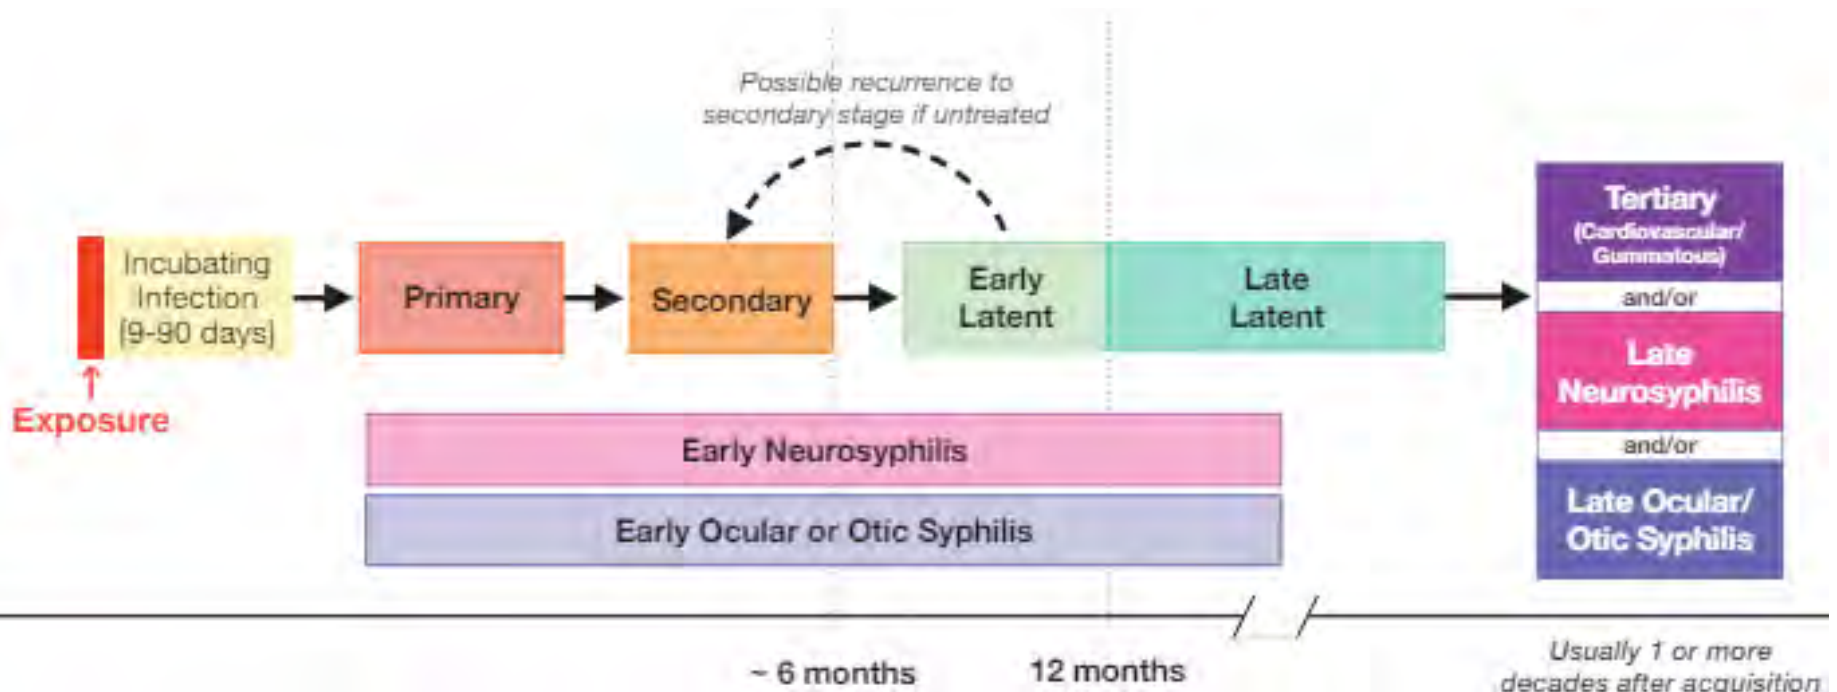 Possible recurrence to
secondary stage if untreated
Incubating
Infection
(9-90 days)
Exposure
Primary
Secondary
Early
Latent
Late
Latent
Tertiary
(Cardiovascular/
Gummatous)
and/or
Late
Neurosyphilis
and/or
Late Ocular/
Otic Syphilis
Early Neurosyphilis
Early Ocular or Otic Syphilis
~ 6 months
12 months
Usually 1 or more
decades after acquisition